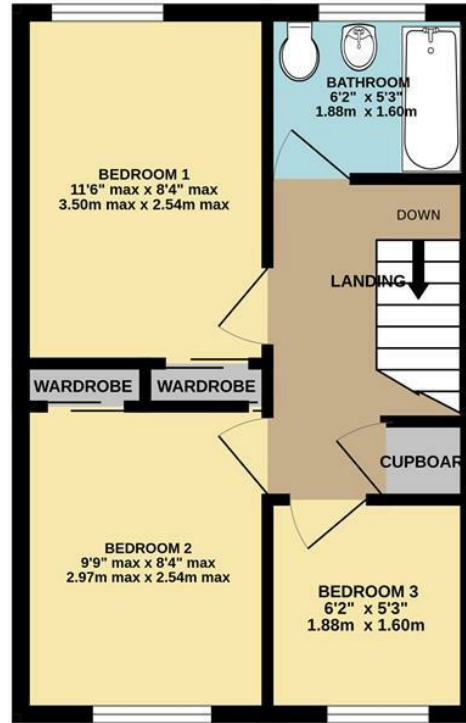 BATHROOM
6'2" x 5'3"
1.88m x 1.60m
BEDROOM 1
11'6" max x 8'4" max
3.50m max x 2.54m max
DOWN
LANDING
WARDROBE
WARDROBE
CUPBOAR
BEDROOM 2
9'9" max x 8'4" max
2.97m max x 2.54m max
BEDROOM 3
6'2" x 5'3"
1.88m x 1.60m